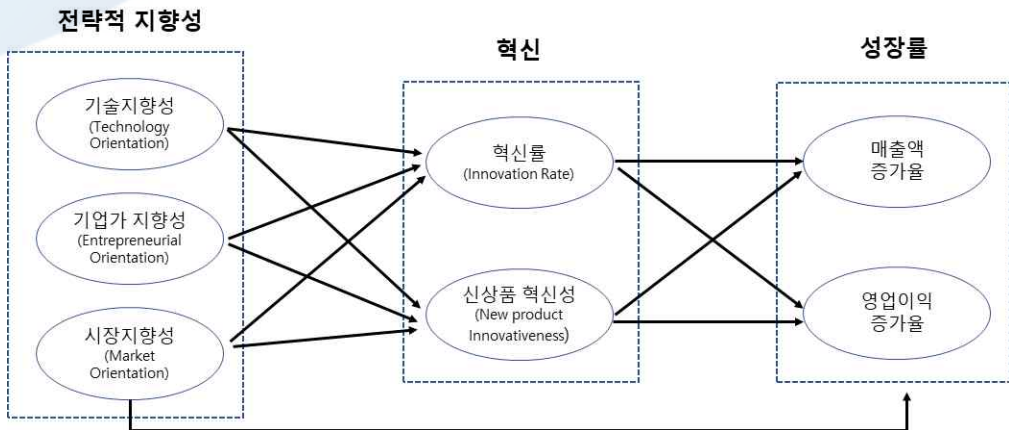 전략적 지향성
기술지향성
(Technology
Orientation)
기업가 지향성
(Entrepreneurial
Orientation)
시장지향성
(Market
Orientation)
혁신
혁신률
(Innovation Rate)
신상품 혁신성
(New product
Innovativeness)
성장률
매출액
증가율
영업이익
증가율